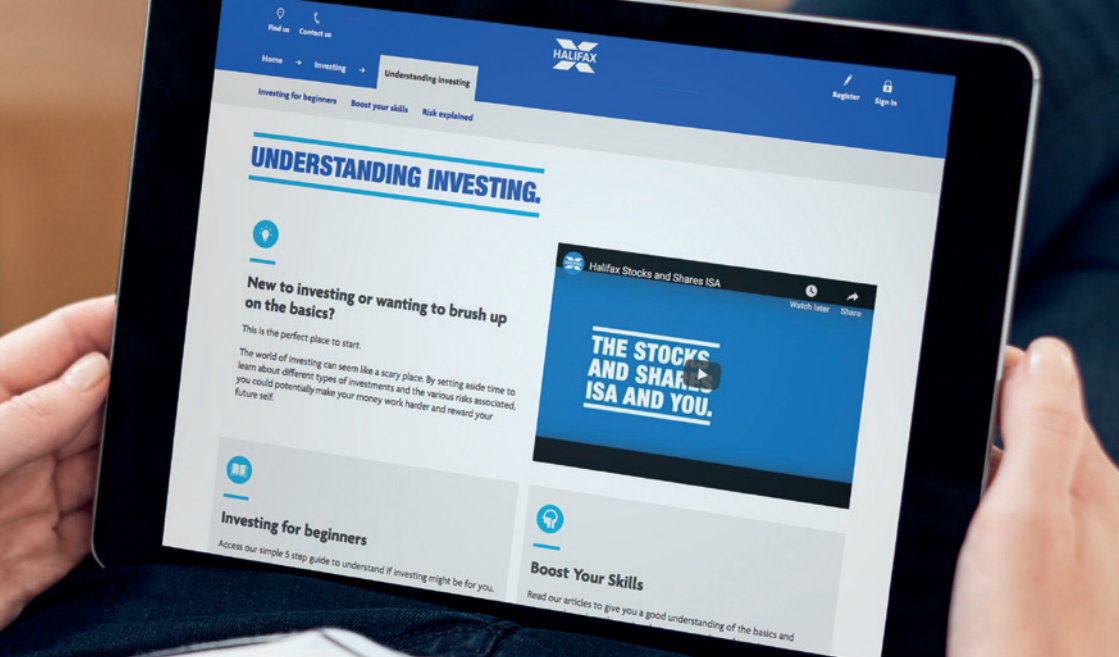 Find us
Contact us
HALIFAX
Register
Sign in
Home → Investing → Understanding investing
Investing for beginners
Boost your skills
Risk explained
UNDERSTANDING INVESTING.
New to investing or wanting to brush up
on the basics?
This is the perfect place to start.
The world of investing can seem like a scary place. By setting aside time to
learn about different types of investments and the various risks associated,
you could potentially make your money work harder and reward your
future self.
Halifax Stocks and Shares ISA
Watch later
Share
THE STOCKS
AND SHARES
ISA AND YOU.
Investing for beginners
Access our simple 5 step guide to understand if investing might be for you.
Boost Your Skills
Read our articles to give you a good understanding of the basics and